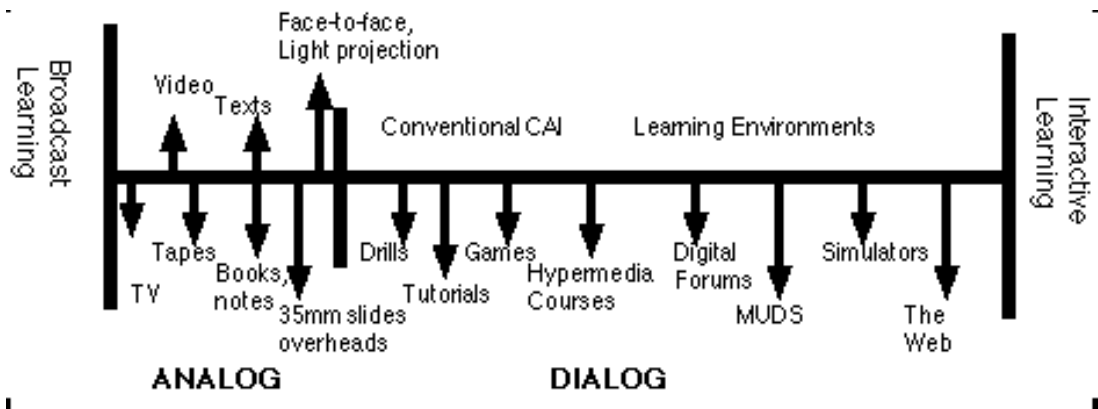 Broadcast
Learning
Face-to-face,
Light projection
Video
Texts
Conventional CAI
Learning Environments
Interactive
Learning
TV
Tapes
Books,
notes
35mm slides
overheads
Drills
Tutorials
Games
Hypermedia
Courses
Digital
Forums
MUDS
Simulators
The
Web
ANALOG
DIALOG